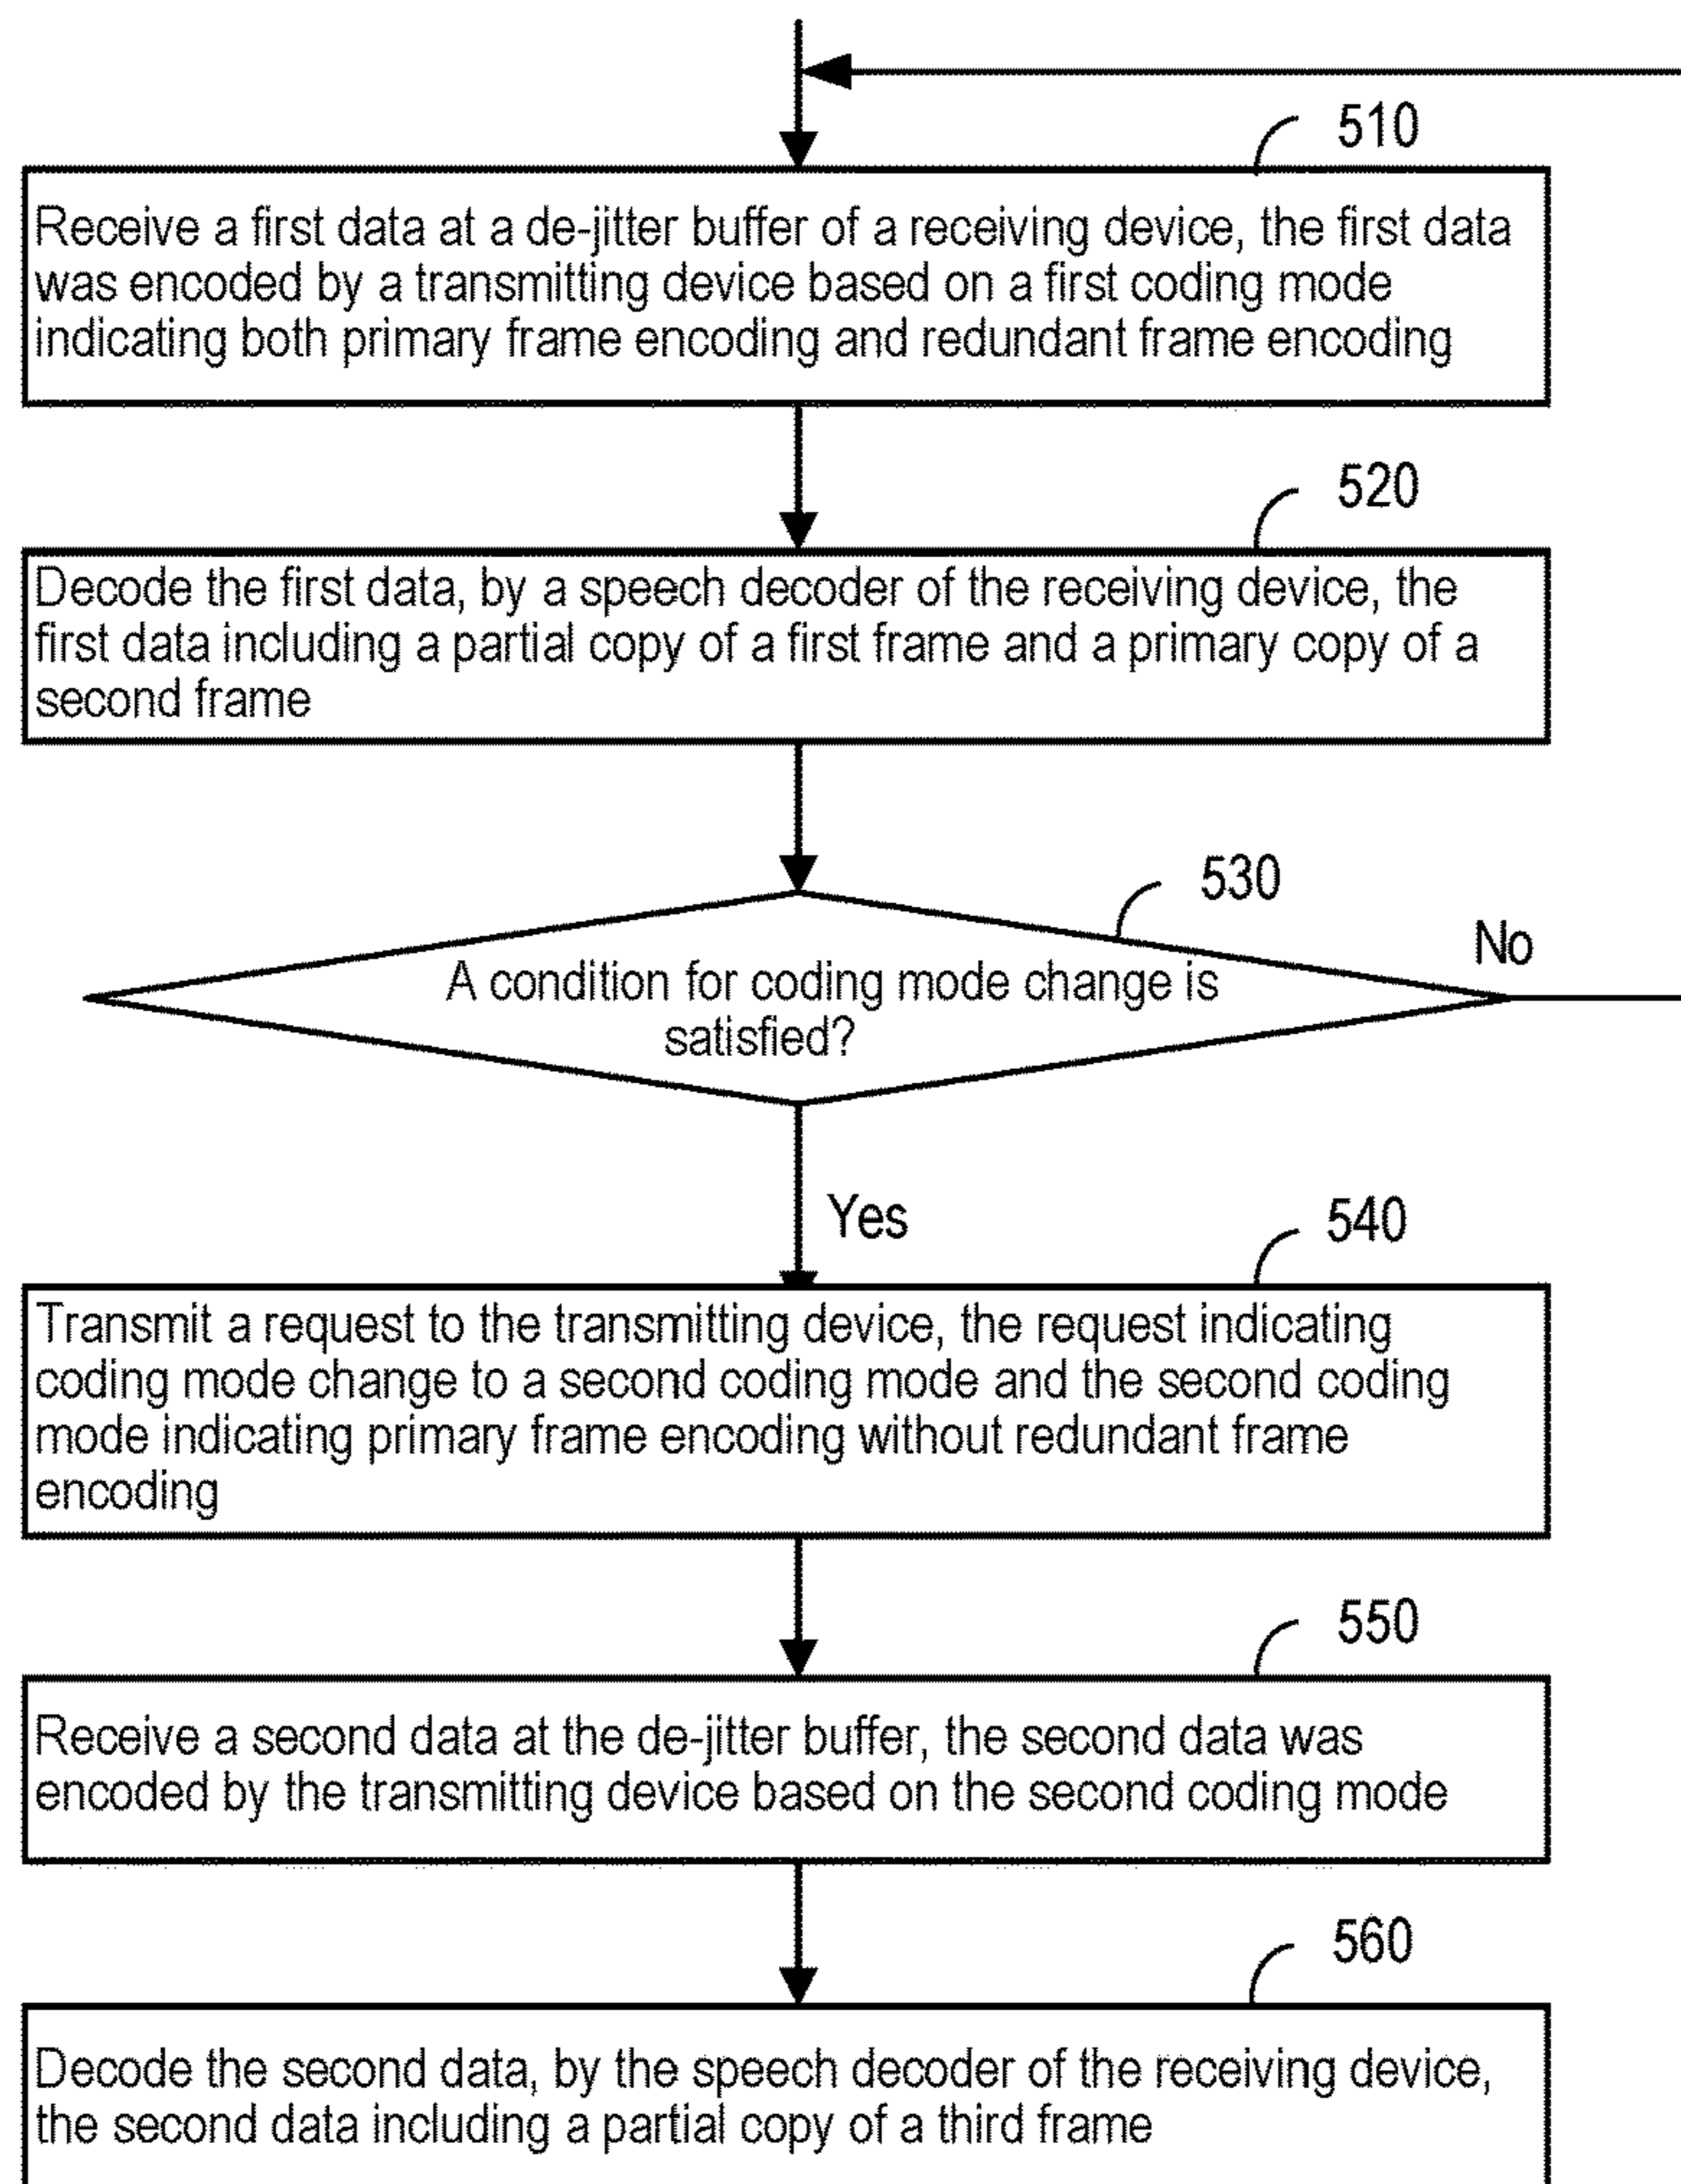 510
Receive a first data at a de-jitter buffer of a receiving device, the first data
was encoded by a transmitting device based on a first coding mode
indicating both primary frame encoding and redundant frame encoding
520
Decode the first data, by a speech decoder of the receiving device, the
first data including a partial copy of a first frame and a primary copy of a
second frame
530
No
A condition for coding mode change is
satisfied?
Yes
540
Transmit a request to the transmitting device, the request indicating
coding mode change to a second coding mode and the second coding
mode indicating primary frame encoding without redundant frame
encoding
550
Receive a second data at the de-jitter buffer, the second data was
encoded by the transmitting device based on the second coding mode
560
Decode the second data, by the speech decoder of the receiving device,
the second data including a partial copy of a third frame